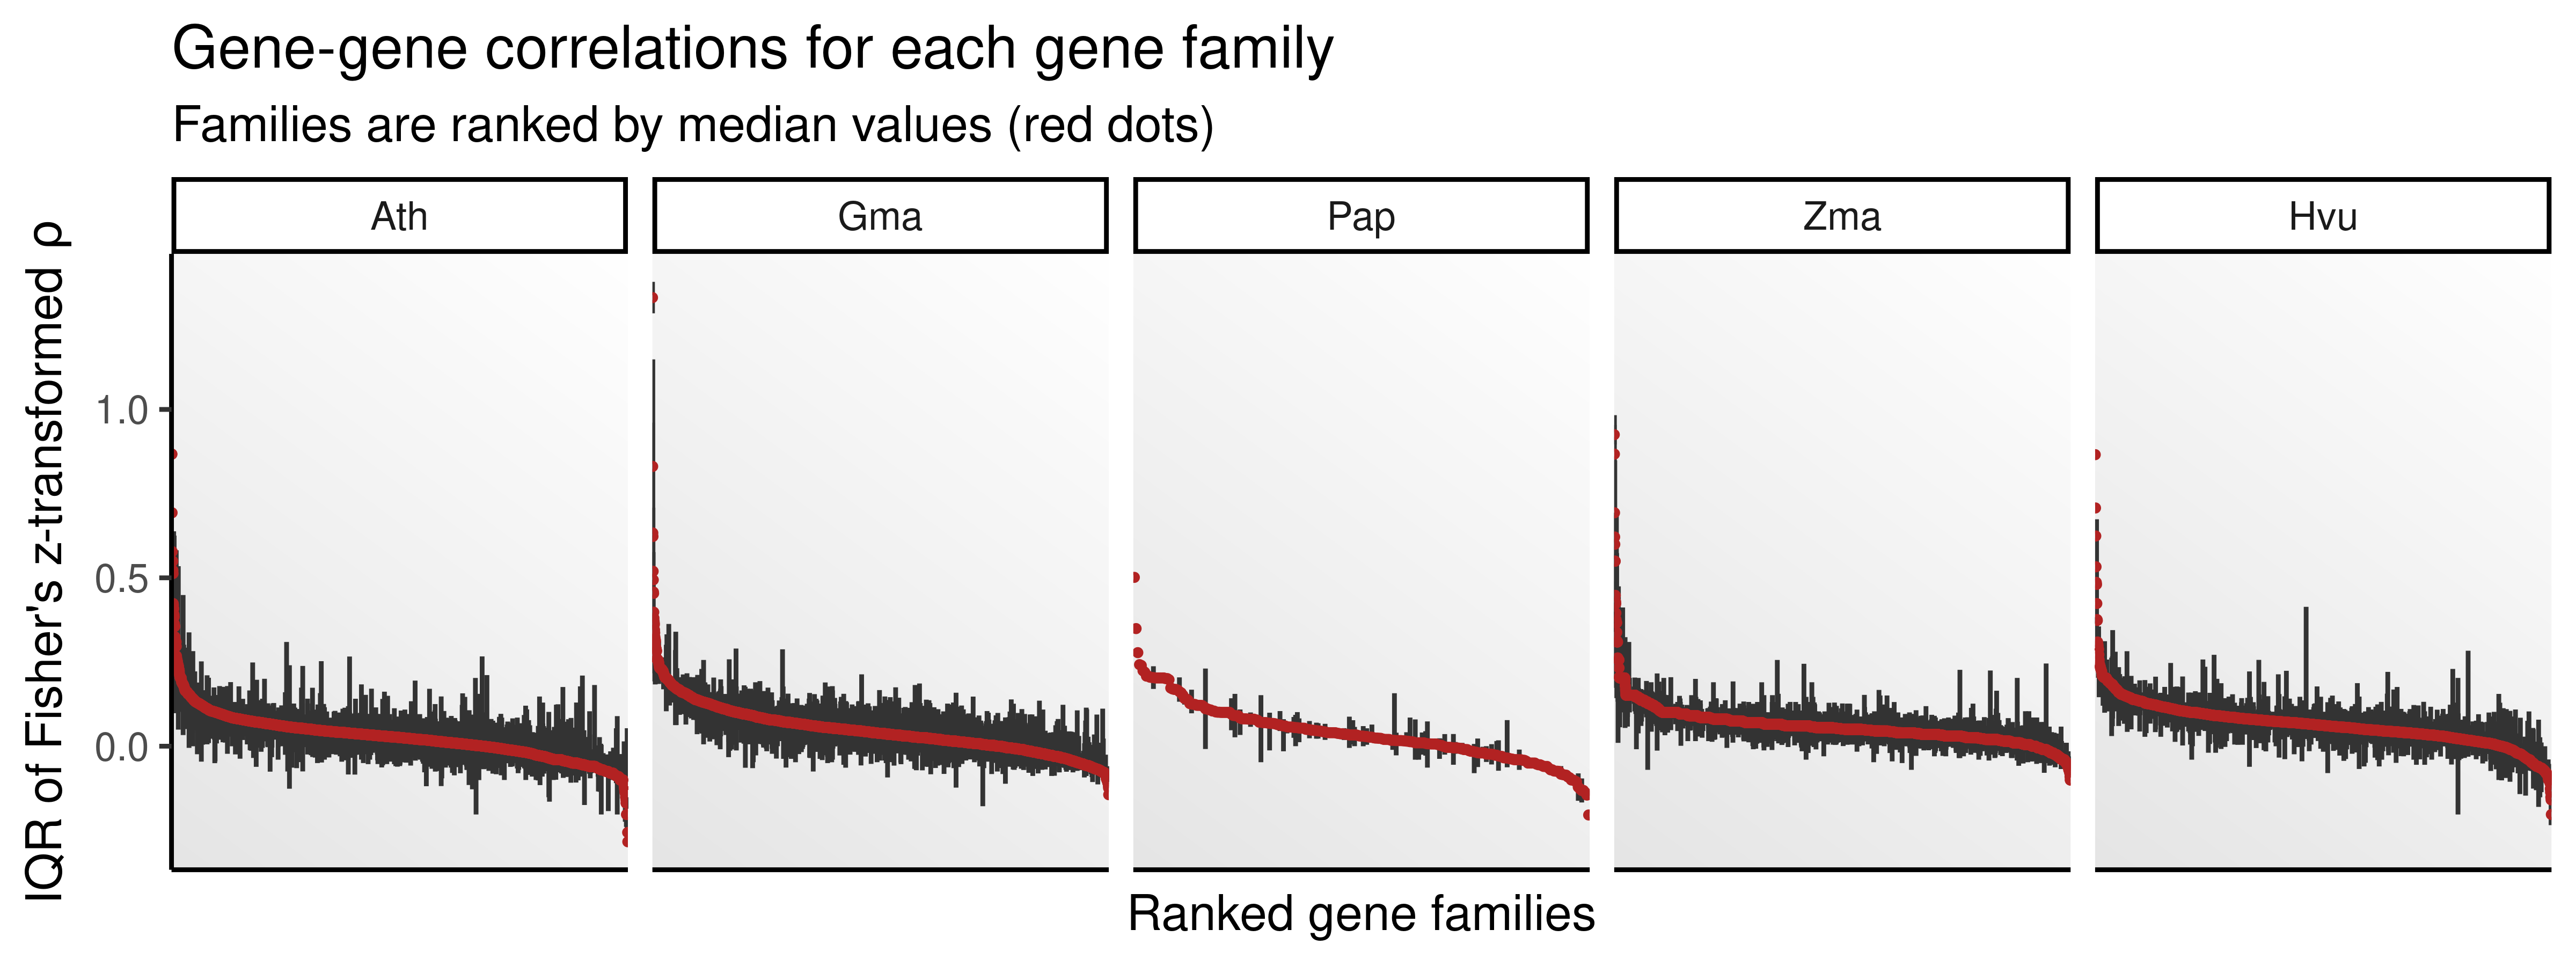 Gene-gene correlations for each gene family
Families are ranked by median values (red dots)
Ath
Gma
Pap
Zma
Hvu
IQR of Fisher's z-transformed ρ
1.0
0.5
0.0
Ranked gene families